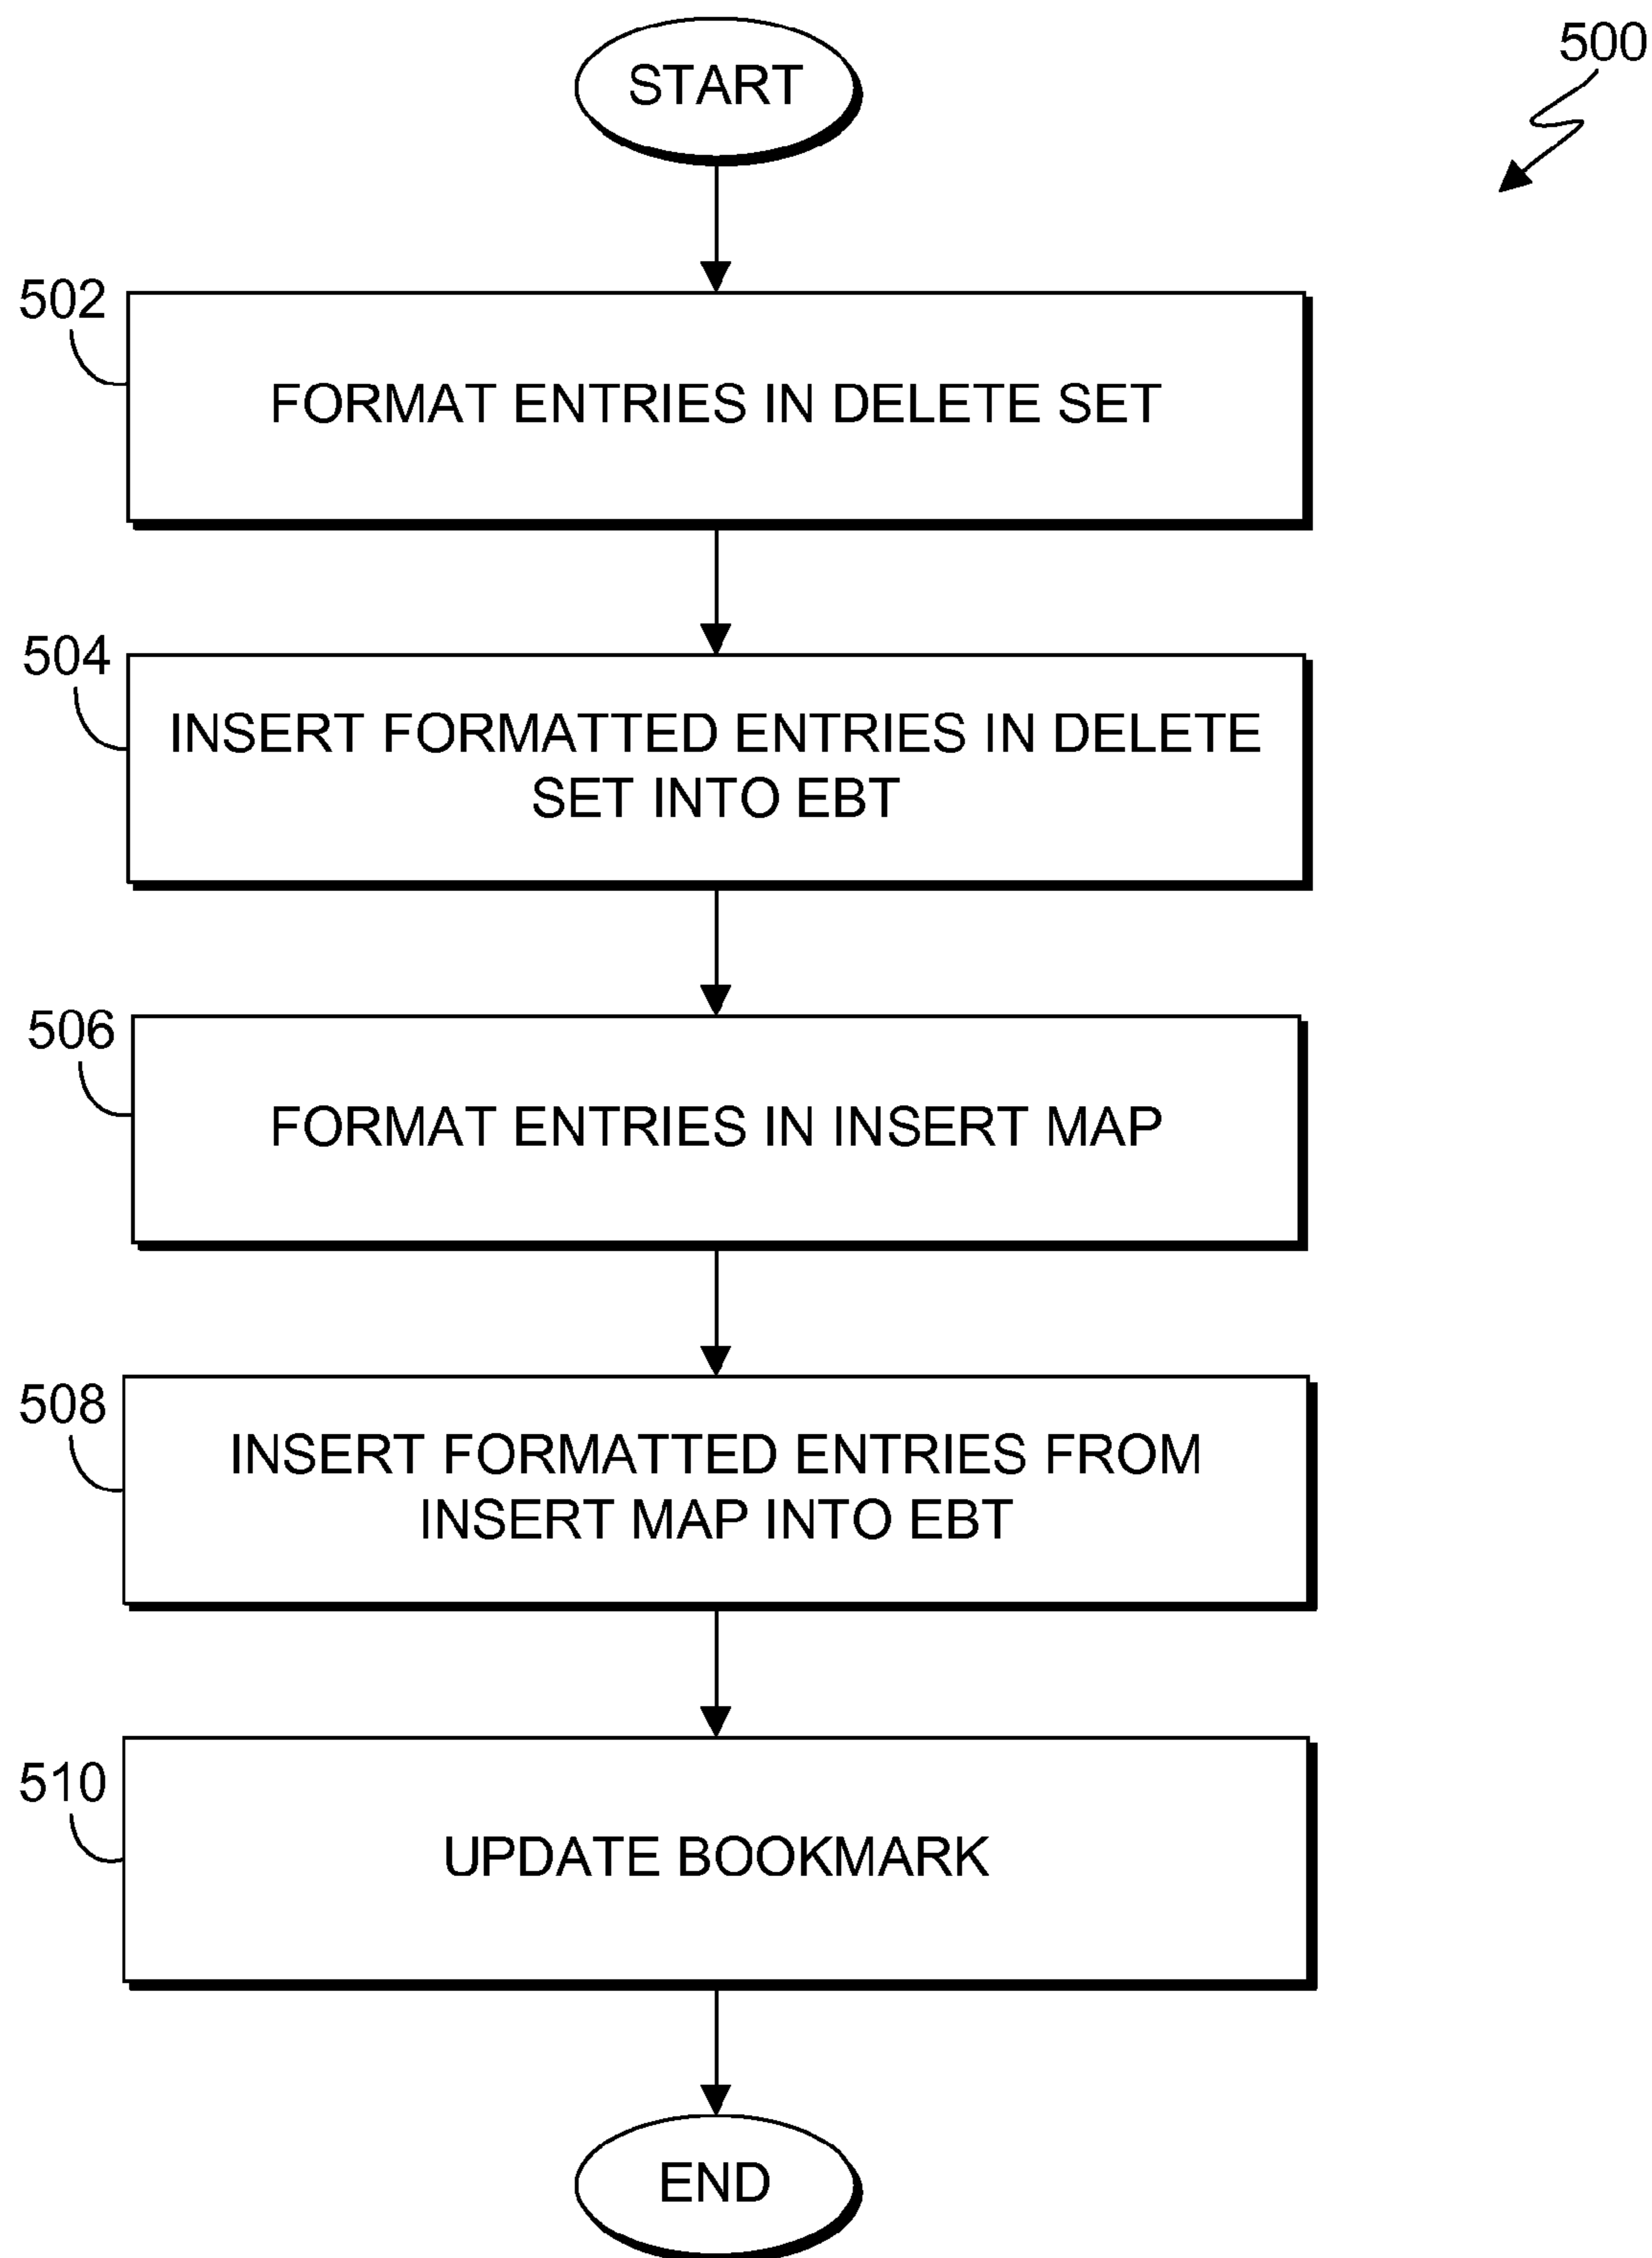 START
500
502
FORMAT ENTRIES IN DELETE SET
504
INSERT FORMATTED ENTRIES IN DELETE
SET INTO EBT
506
FORMAT ENTRIES IN INSERT MAP
508
INSERT FORMATTED ENTRIES FROM
INSERT MAP INTO EBT
510
UPDATE BOOKMARK
END